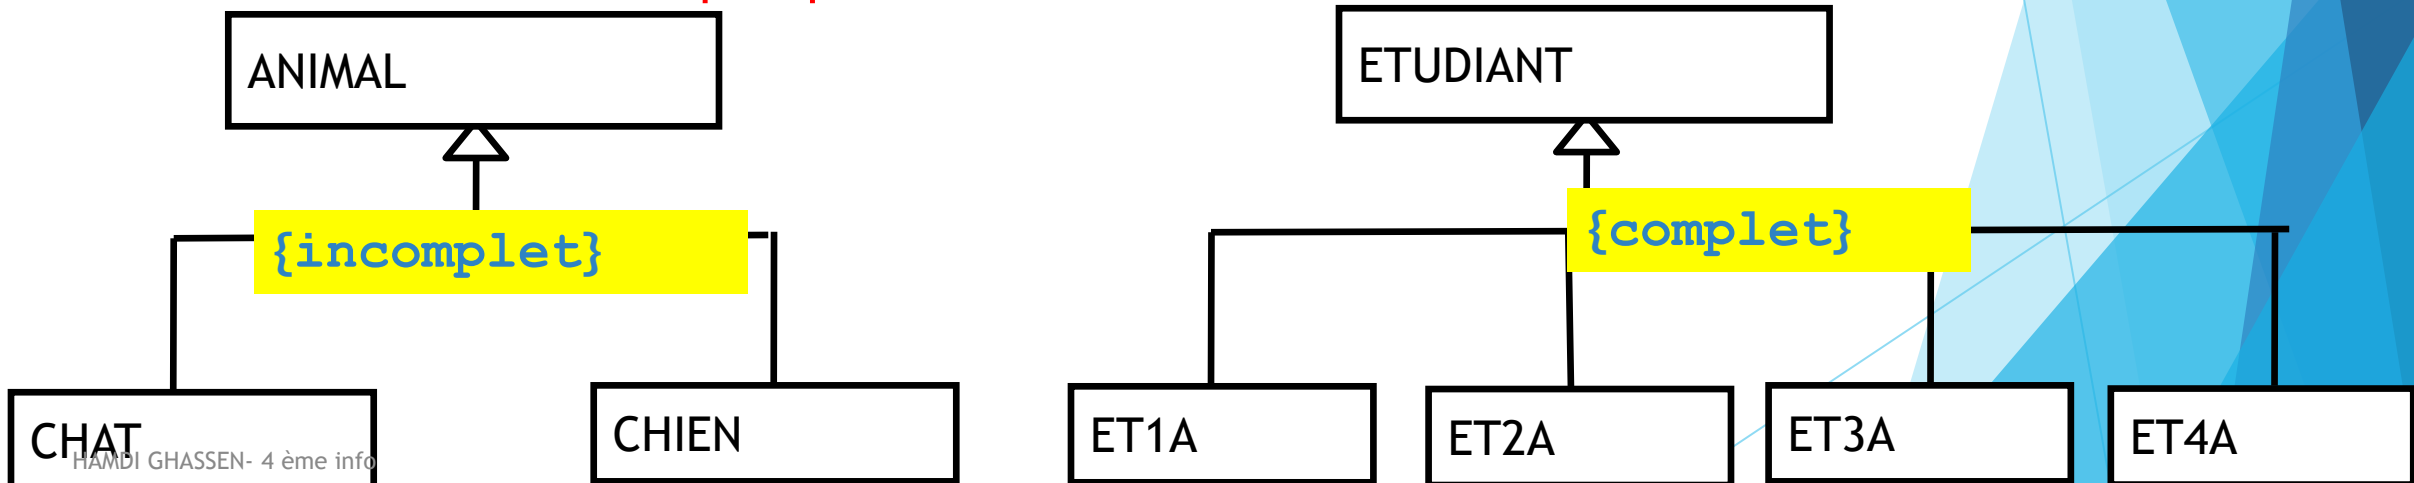 ANIMAL
ETUDIANT
{incomplet}
{complet}
CHAT
CHIEN
ET1A
ET2A
ET3A
ET4A
HAMDI GHASSEN- 4 ème info